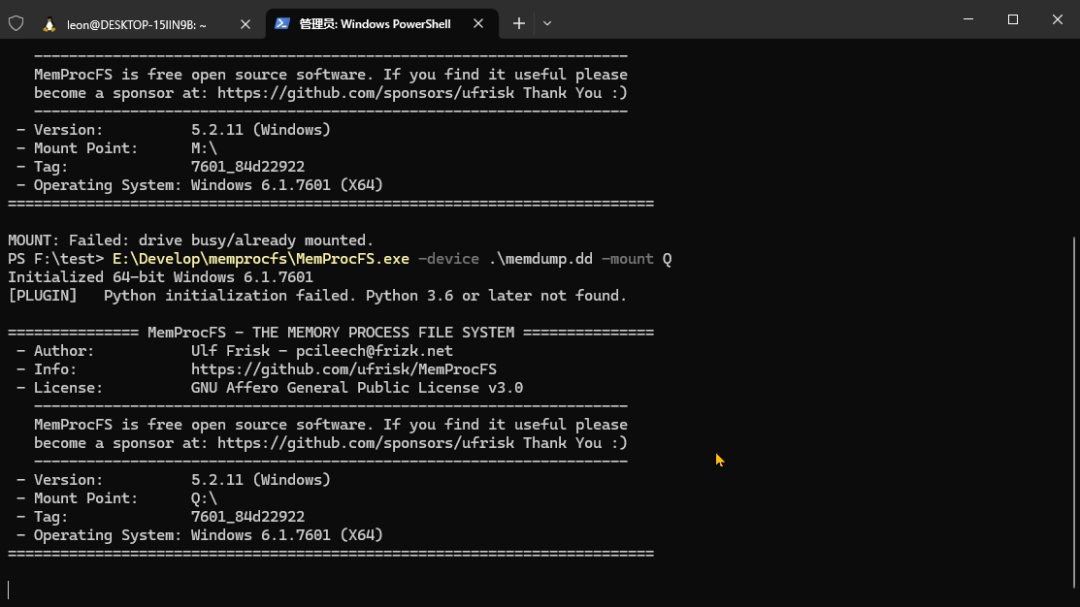 leon@DESKTOP-15IIN9B: ~
管理员: Windows PowerShell
MemProcFS is free open source software. If you find it useful please
become a sponsor at: https://github.com/sponsors/ufrisk Thank You :)
- Version: 5.2.11 (Windows)
- Mount Point: M:\
- Tag: 7601_84d22922
- Operating System: Windows 6.1.7601 (X64)
==========================================================================
MOUNT: Failed: drive busy/already mounted.
PS F:\test> E:\Develop\memprocfs\MemProcFS.exe -device .\memdump.dd -mount Q
Initialized 64-bit Windows 6.1.7601
[PLUGIN] Python initialization failed. Python 3.6 or later not found.
=============== MemProcFS - THE MEMORY PROCESS FILE SYSTEM ===============
- Author: Ulf Frisk - pcileech@frizk.net
- Info: https://github.com/ufrisk/MemProcFS
- License: GNU Affero General Public License v3.0
--------------------------------------------------------------------
MemProcFS is free open source software. If you find it useful please
become a sponsor at: https://github.com/sponsors/ufrisk Thank You :)
--------------------------------------------------------------------
- Version: 5.2.11 (Windows)
- Mount Point: Q:\
- Tag: 7601_84d22922
- Operating System: Windows 6.1.7601 (X64)
==========================================================================